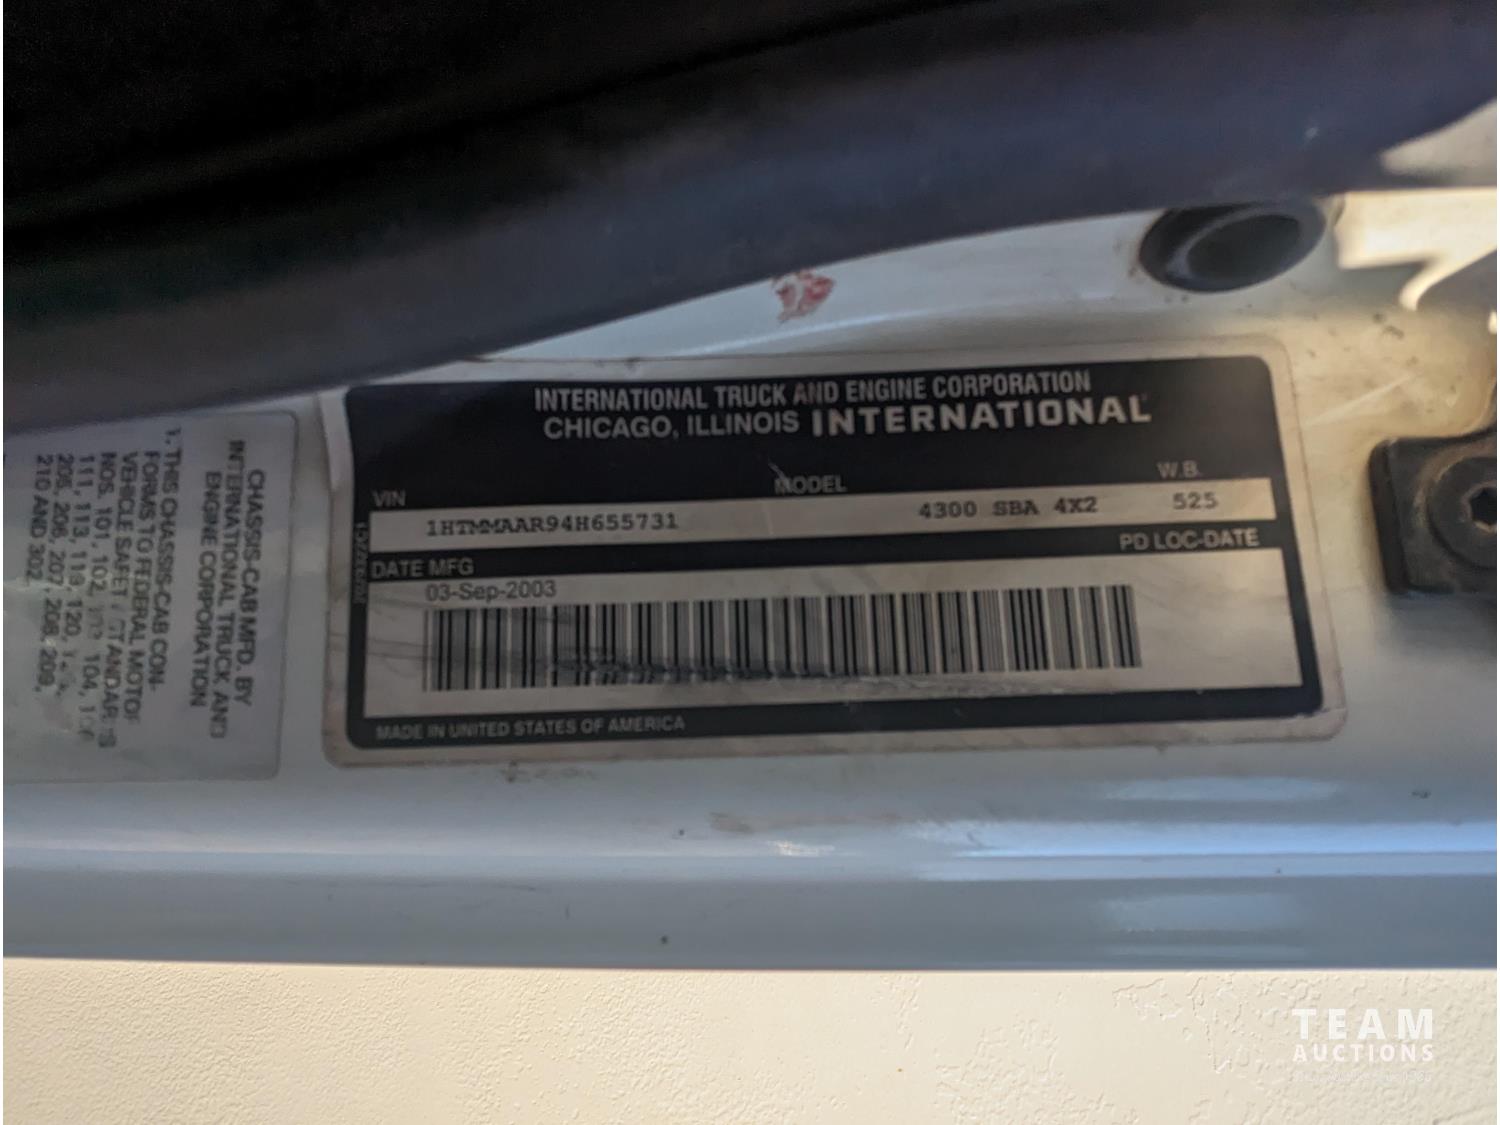 INTERNATIONAL TRUCK AND ENGINE CORPORATION
CHICAGO, ILLINOIS INTERNATIONAL
VIN MODEL W.B.
1HTMMAAR94H655731 4300 SBA 4X2 525
DATE MFG PD LOC-DATE
03-Sep-2003
MADE IN UNITED STATES OF AMERICA
CHASSIS-CAB MFD. BY
INTERNATIONAL TRUCK AND
ENGINE CORPORATION
1. THIS CHASSIS-CAB CON-
FORMS TO FEDERAL MOTOR
VEHICLE SAFETY STANDARDS
NOS. 101, 102, 104,
111, 113, 116, 120,
205, 206, 207, 208, 209,
210 AND 302.
TEAM
AUCTIONS